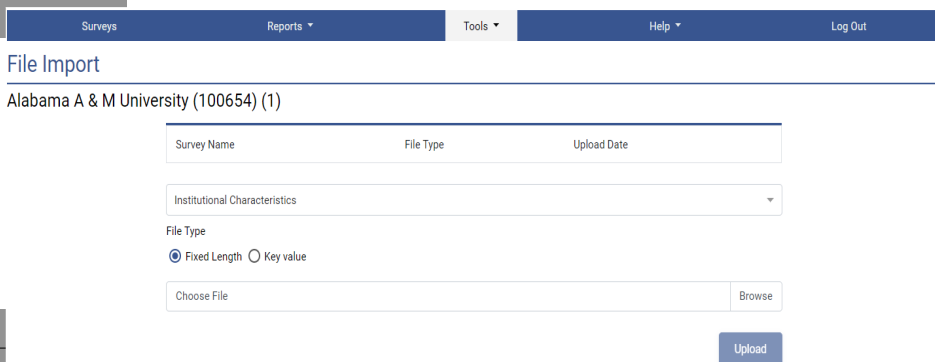 Surveys Reports Tools Help Log Out
File Import
Alabama A & M University (100654) (1)
Survey Name File Type Upload Date
Institutional Characteristics
File Type
Fixed Length Key value
Choose File Browse
Upload